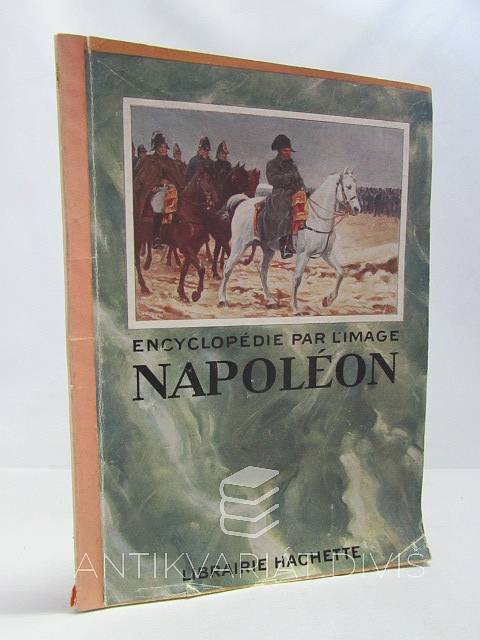 ENCYCLOPÉDIE PAR L'IMAGE
NAPOLÉON
LIBRAIRIE HACHETTE
ANTIKVARIÁT DIVIŠ